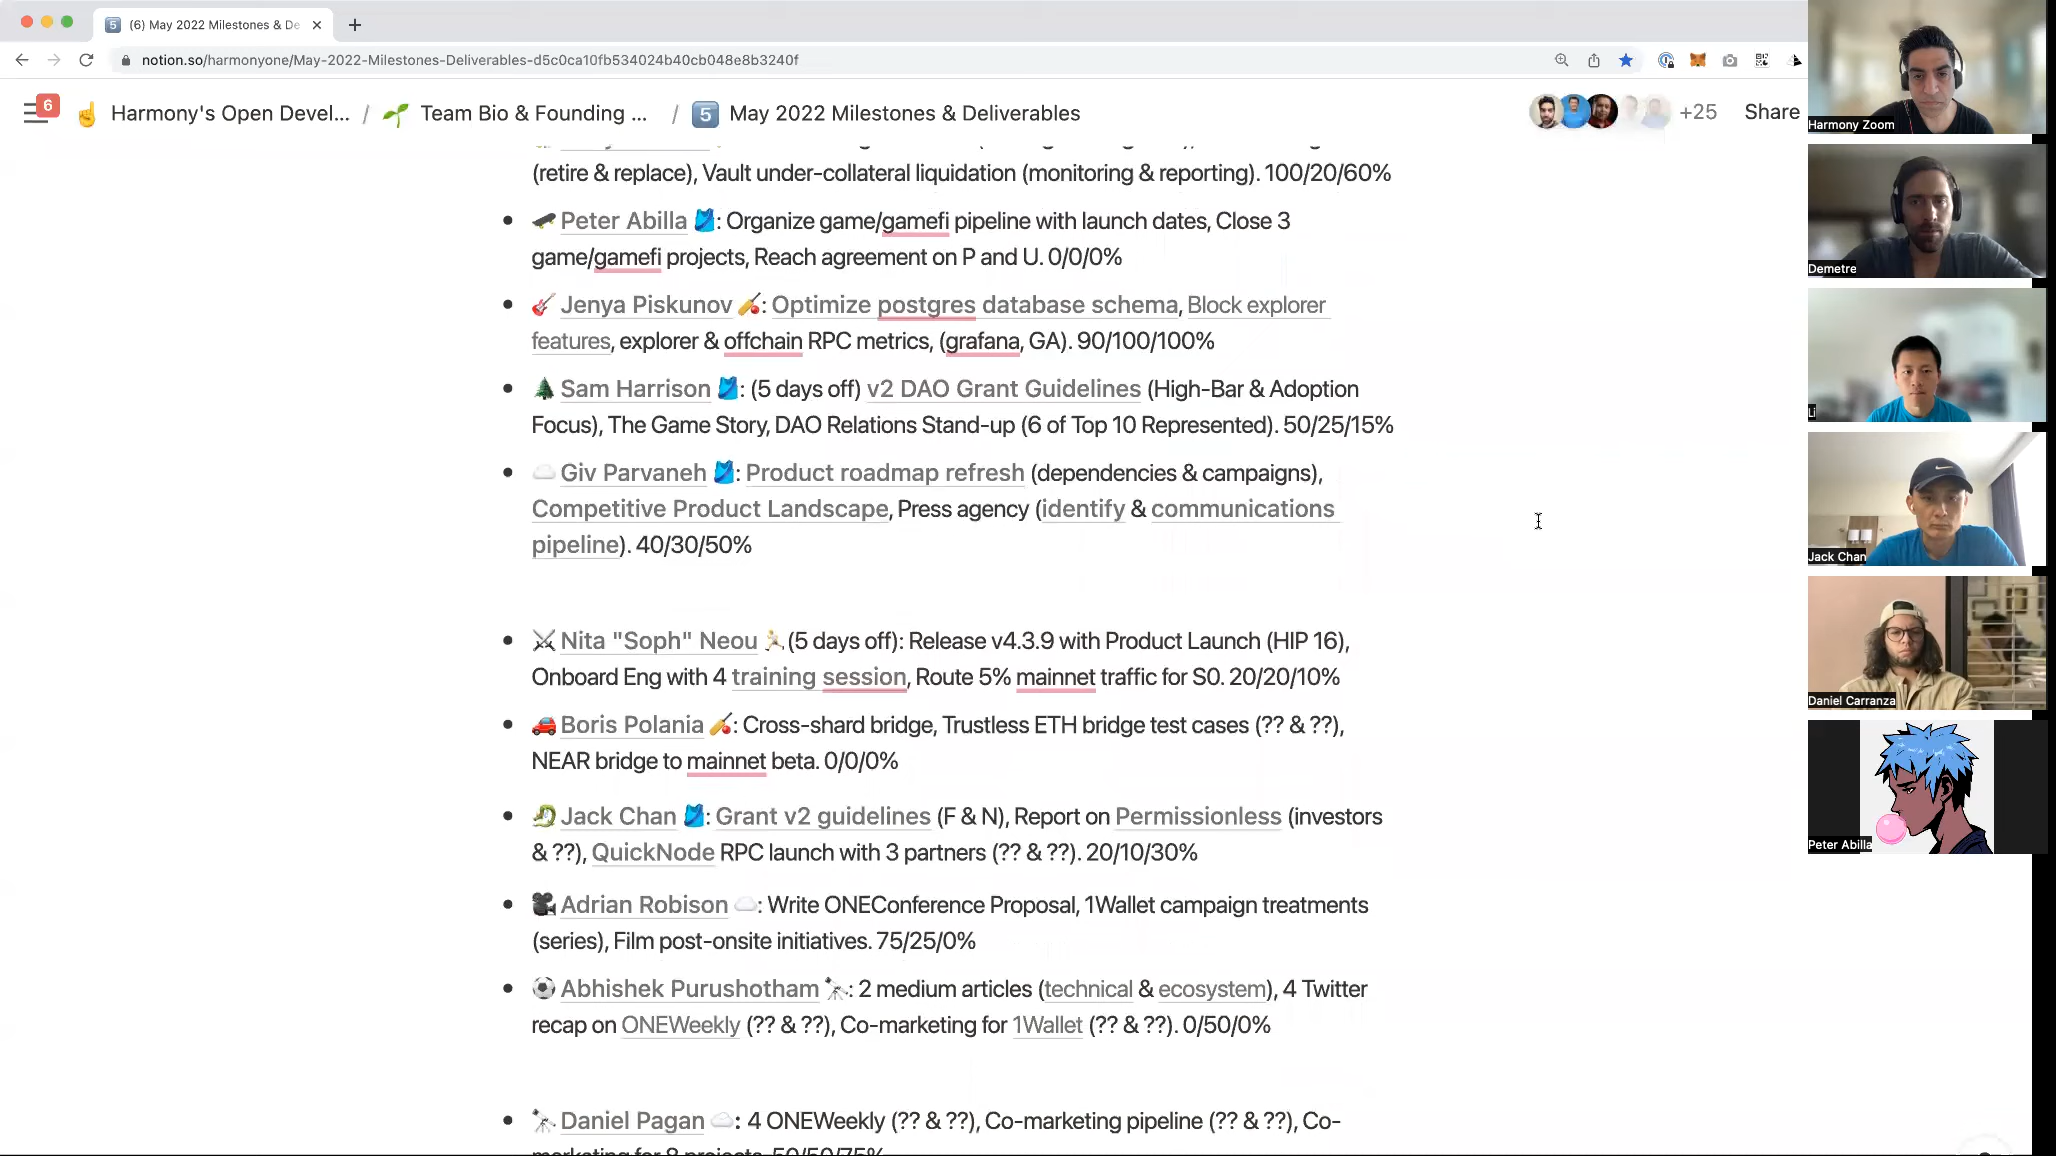 (6) May 2022 Milestones & De
notion.so/harmonyone/May-2022-Milestones-Deliverables-d5c0ca10fb534024b40cb048e8b3240f
6 Harmony's Open Devel... / Team Bio & Founding ... / 5 May 2022 Milestones & Deliverables +25 Share
(retire & replace), Vault under-collateral liquidation (monitoring & reporting). 100/20/60%
Peter Abilla : Organize game/gamefi pipeline with launch dates, Close 3
game/gamefi projects, Reach agreement on P and U. 0/0/0%
Jenya Piskunov : Optimize postgres database schema, Block explorer
features, explorer & offchain RPC metrics, (grafana, GA). 90/100/100%
Sam Harrison : (5 days off) v2 DAO Grant Guidelines (High-Bar & Adoption
Focus), The Game Story, DAO Relations Stand-up (6 of Top 10 Represented). 50/25/15%
Giv Parvaneh : Product roadmap refresh (dependencies & campaigns),
Competitive Product Landscape, Press agency (identify & communications
pipeline). 40/30/50%
Nita "Soph" Neou (5 days off): Release v4.3.9 with Product Launch (HIP 16),
Onboard Eng with 4 training session, Route 5% mainnet traffic for S0. 20/20/10%
Boris Polania : Cross-shard bridge, Trustless ETH bridge test cases (?? & ??),
NEAR bridge to mainnet beta. 0/0/0%
Jack Chan : Grant v2 guidelines (F & N), Report on Permissionless (investors
& ??), QuickNode RPC launch with 3 partners (?? & ??). 20/10/30%
Adrian Robison : Write ONEConference Proposal, 1Wallet campaign treatments
(series), Film post-onsite initiatives. 75/25/0%
Abhishek Purushotham : 2 medium articles (technical & ecosystem), 4 Twitter
recap on ONEWeekly (?? & ??), Co-marketing for 1Wallet (?? & ??). 0/50/0%
Daniel Pagan : 4 ONEWeekly (?? & ??), Co-marketing pipeline (?? & ??), Co-
marketing for 8 projects. 50/50/75%
Harmony Zoom
Demetre
Li
Jack Chan
Daniel Carranza
Peter Abilla